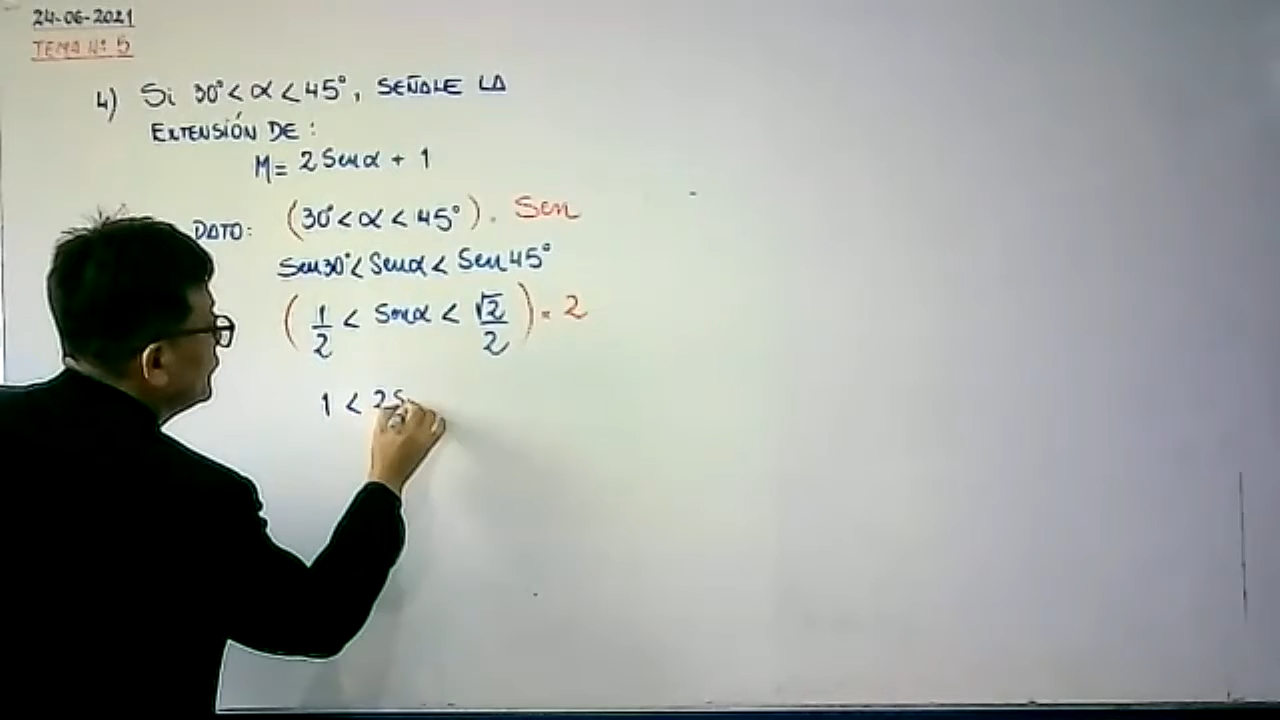 24-06-2021
TEMA Nº 5
4) Si 30° < α < 45°, SEÑALE LA
EXTENSIÓN DE :
M = 2 Senα + 1
DATO: (30° < α < 45°) . Sen
Sen30° < Senα < Sen45°
(1/2 < Senα < √2/2) . 2
1 < 2S